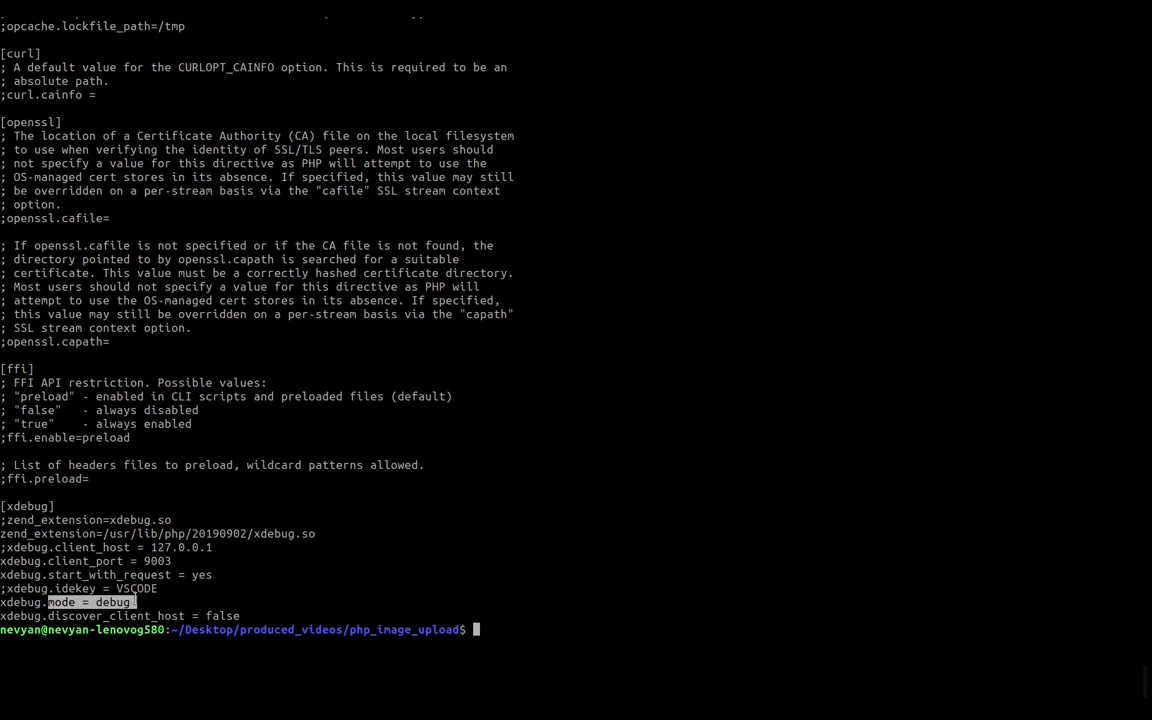 ;opcache.lockfile_path=/tmp
[curl]
; A default value for the CURLOPT_CAINFO option. This is required to be an
; absolute path.
;curl.cainfo =
[openssl]
; The location of a Certificate Authority (CA) file on the local filesystem
; to use when verifying the identity of SSL/TLS peers. Most users should
; not specify a value for this directive as PHP will attempt to use the
; OS-managed cert stores in its absence. If specified, this value may still
; be overridden on a per-stream basis via the "cafile" SSL stream context
; option.
;openssl.cafile=
; If openssl.cafile is not specified or if the CA file is not found, the
; directory pointed to by openssl.capath is searched for a suitable
; certificate. This value must be a correctly hashed certificate directory.
; Most users should not specify a value for this directive as PHP will
; attempt to use the OS-managed cert stores in its absence. If specified,
; this value may still be overridden on a per-stream basis via the "capath"
; SSL stream context option.
;openssl.capath=
[ffi]
; FFI API restriction. Possible values:
; "preload" - enabled in CLI scripts and preloaded files (default)
; "false"   - always disabled
; "true"    - always enabled
;ffi.enable=preload
; List of headers files to preload, wildcard patterns allowed.
;ffi.preload=
[xdebug]
;zend_extension=xdebug.so
zend_extension=/usr/lib/php/20190902/xdebug.so
;xdebug.client_host = 127.0.0.1
xdebug.client_port = 9003
xdebug.start_with_request = yes
;xdebug.idekey = VSCODE
xdebug.mode = debug
xdebug.discover_client_host = false
nevyan@nevyan-lenovog580:~/Desktop/produced_videos/php_image_upload$